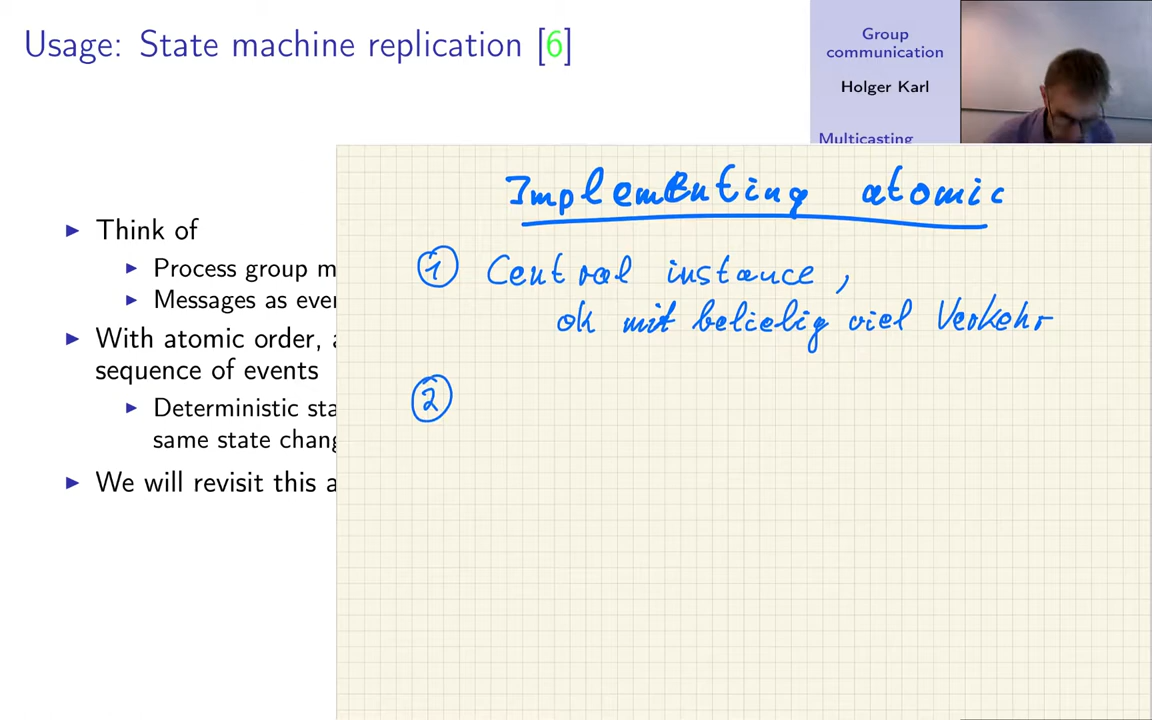 Usage: State machine replication [6]
Group
communication
Holger Karl
Multicasting
Think of
Process group m
Messages as ever
With atomic order, a
sequence of events
Deterministic sta
same state chang
We will revisit this a
Implementing atomic
1 Central instance,
ok mit beliebig viel Verkehr
2